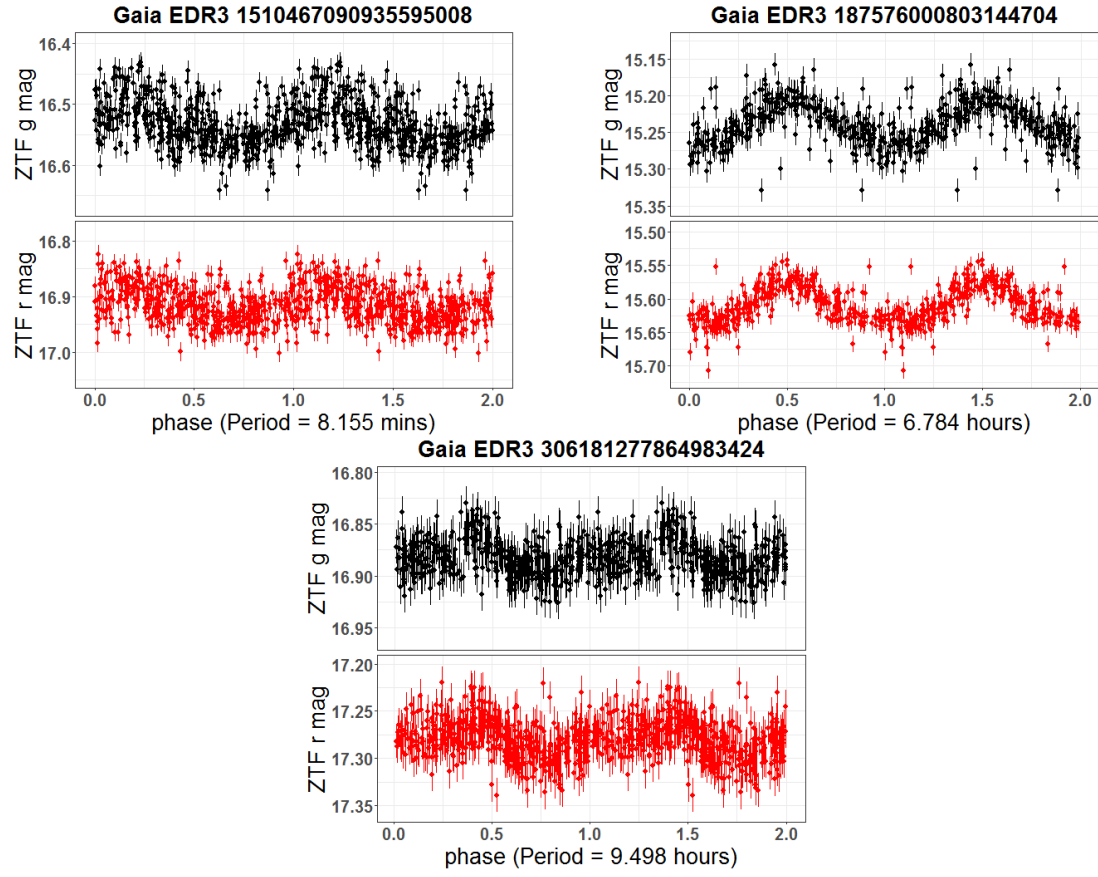 Gaia EDR3 1510467090935595008
ZTF g mag
16.4
16.5
16.6
ZTF r mag
16.8
16.9
17.0
0.0 0.5 1.0 1.5 2.0
phase (Period = 8.155 mins)
Gaia EDR3 187576000803144704
ZTF g mag
15.15
15.20
15.25
15.30
15.35
ZTF r mag
15.50
15.55
15.60
15.65
15.70
0.0 0.5 1.0 1.5 2.0
phase (Period = 6.784 hours)
Gaia EDR3 306181277864983424
ZTF g mag
16.80
16.85
16.90
16.95
ZTF r mag
17.20
17.25
17.30
17.35
0.0 0.5 1.0 1.5 2.0
phase (Period = 9.498 hours)